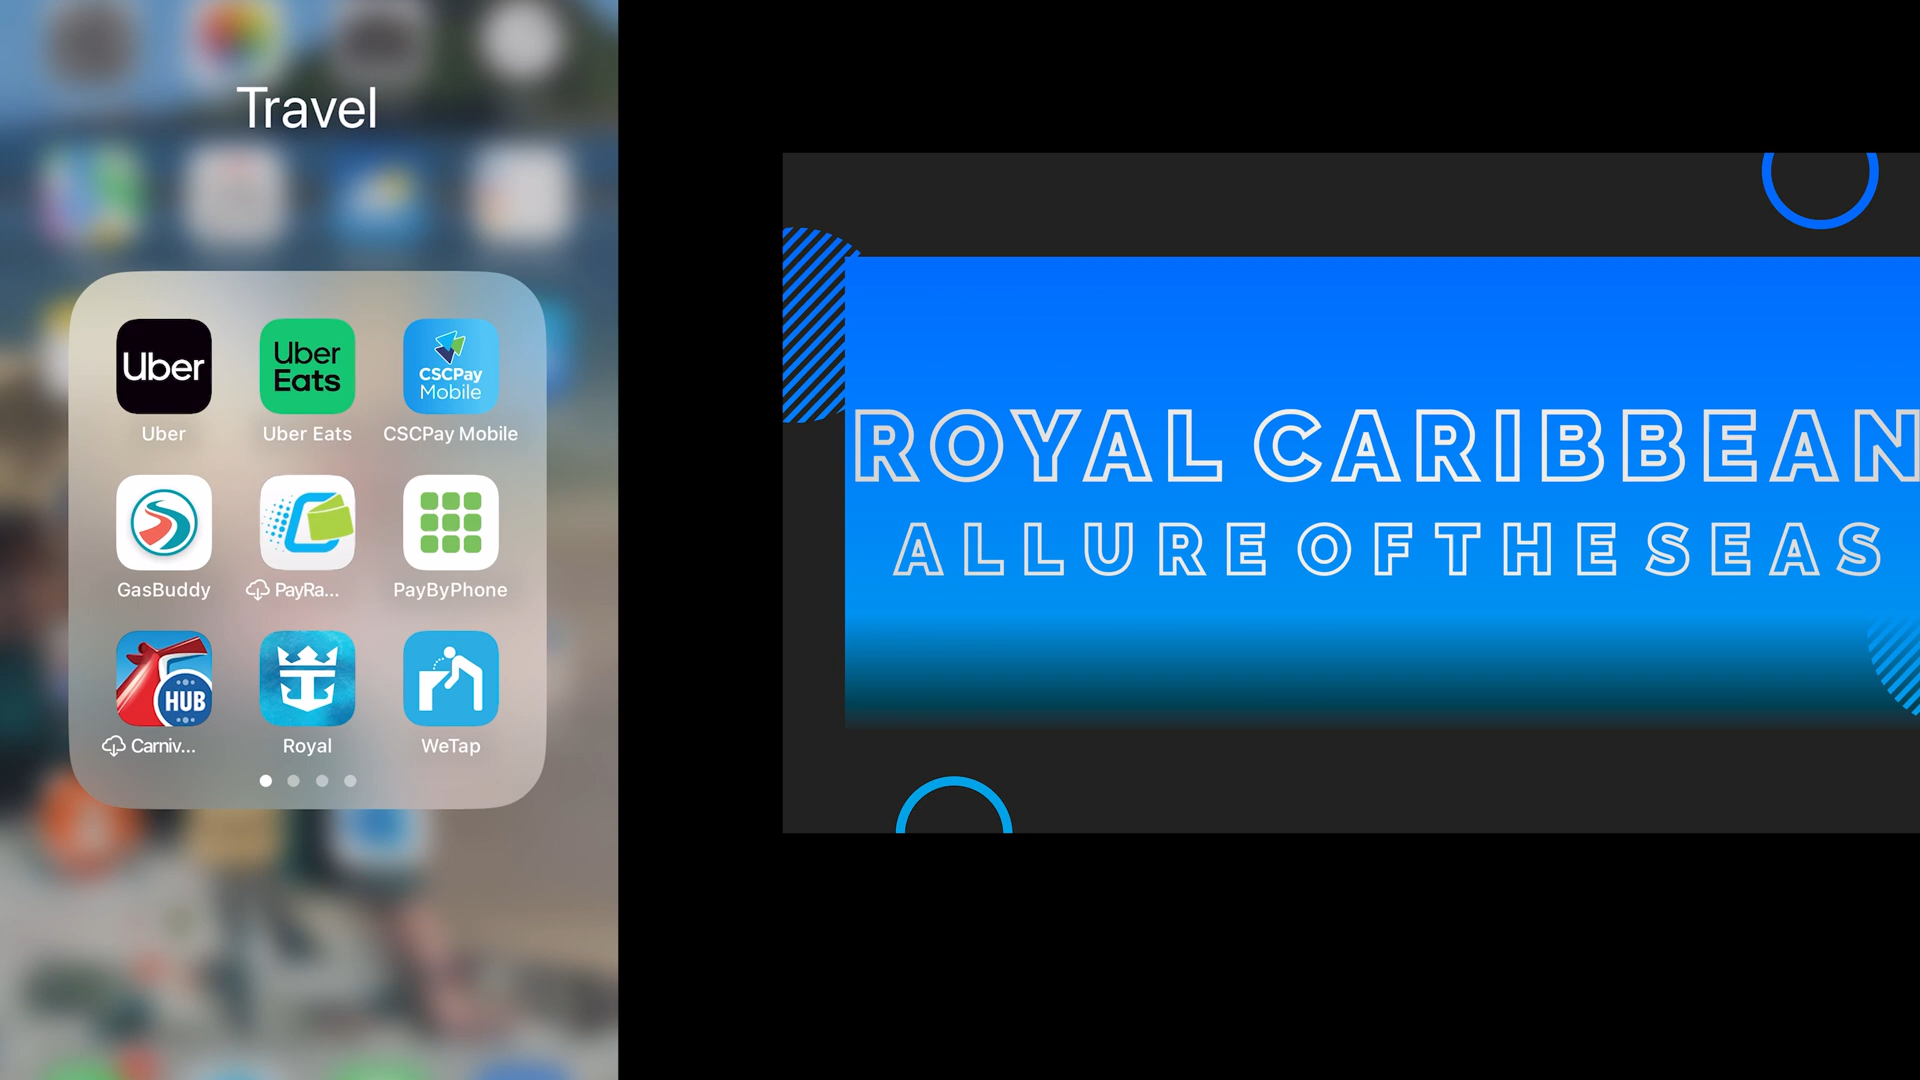 Travel
Uber
Uber Eats
CSCPay Mobile
Uber
Uber Eats
CSCPay Mobile
GasBuddy
PayRa...
PayByPhone
HUB
Carniv...
Royal
WeTap
ROYAL CARIBBEAN
ALLURE OF THE SEAS